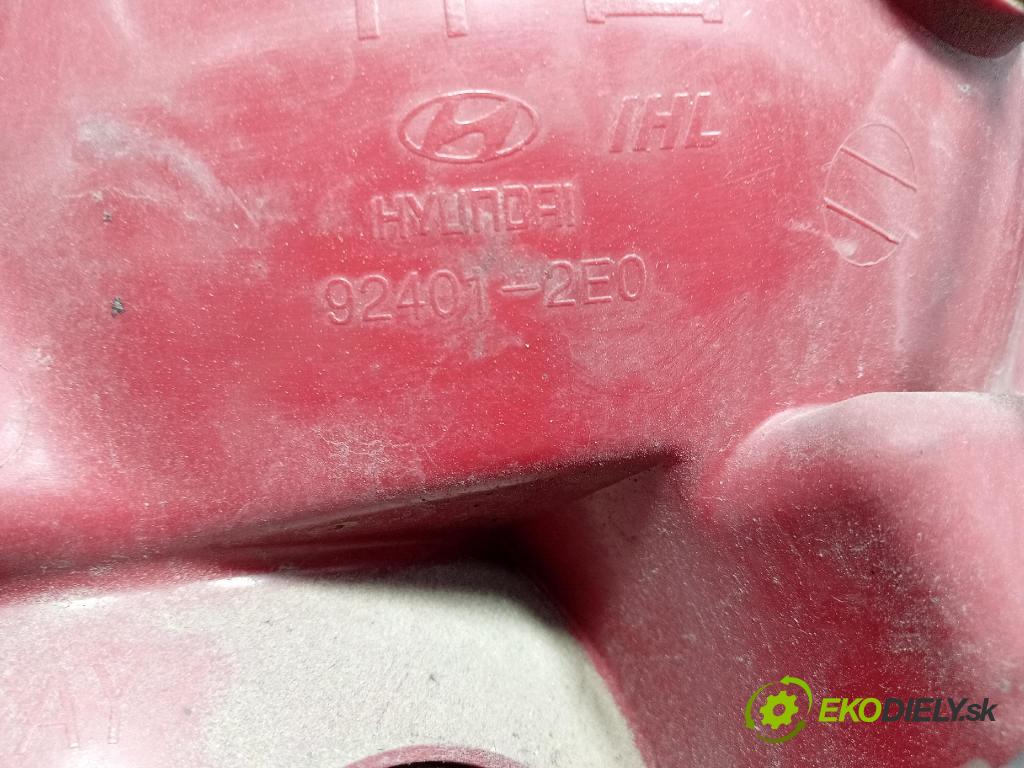 IHL
HYUNDAI
92401-2E0
EKODIELY.sk